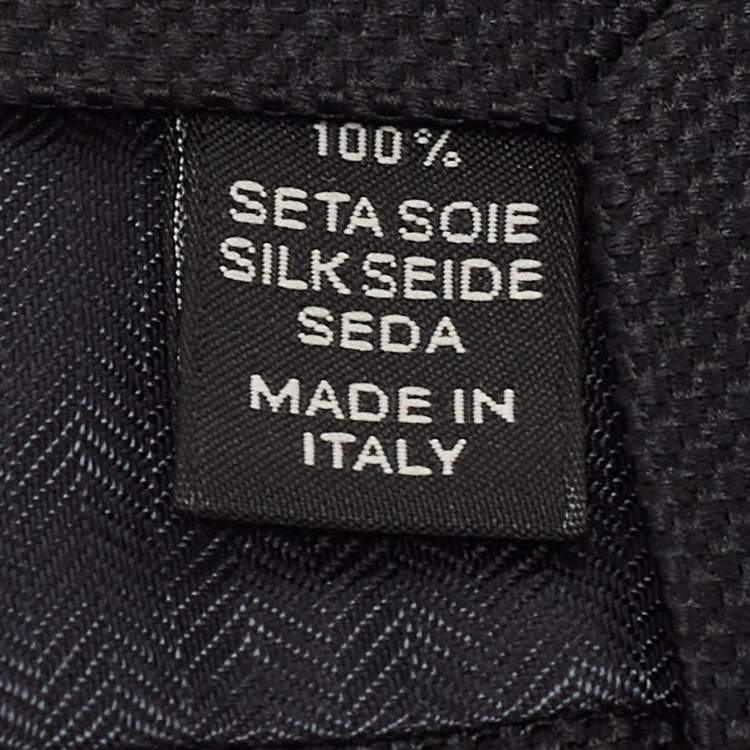 100%
SETA SOIE
SILK SEIDE
SEDA
MADE IN
ITALY